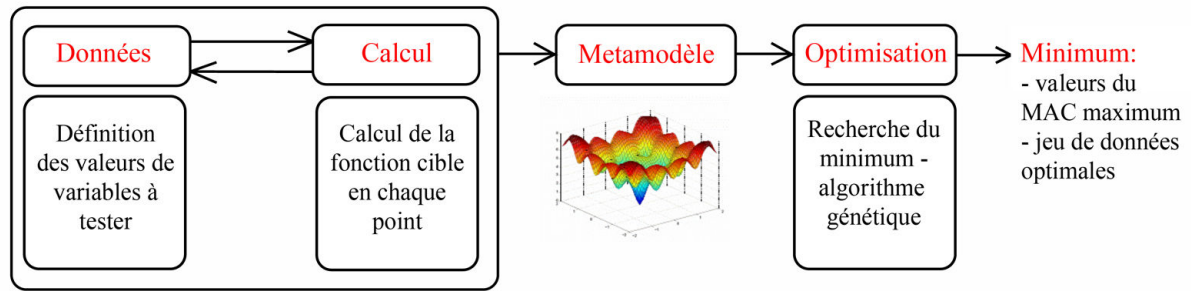 Données
Calcul
Metamodèle
Optimisation
Minimum:
- valeurs du
MAC maximum
- jeu de données
optimales
Définition
des valeurs de
variables à
tester
Calcul de la
fonction cible
en chaque
point
Recherche du
minimum -
algorithme
génétique